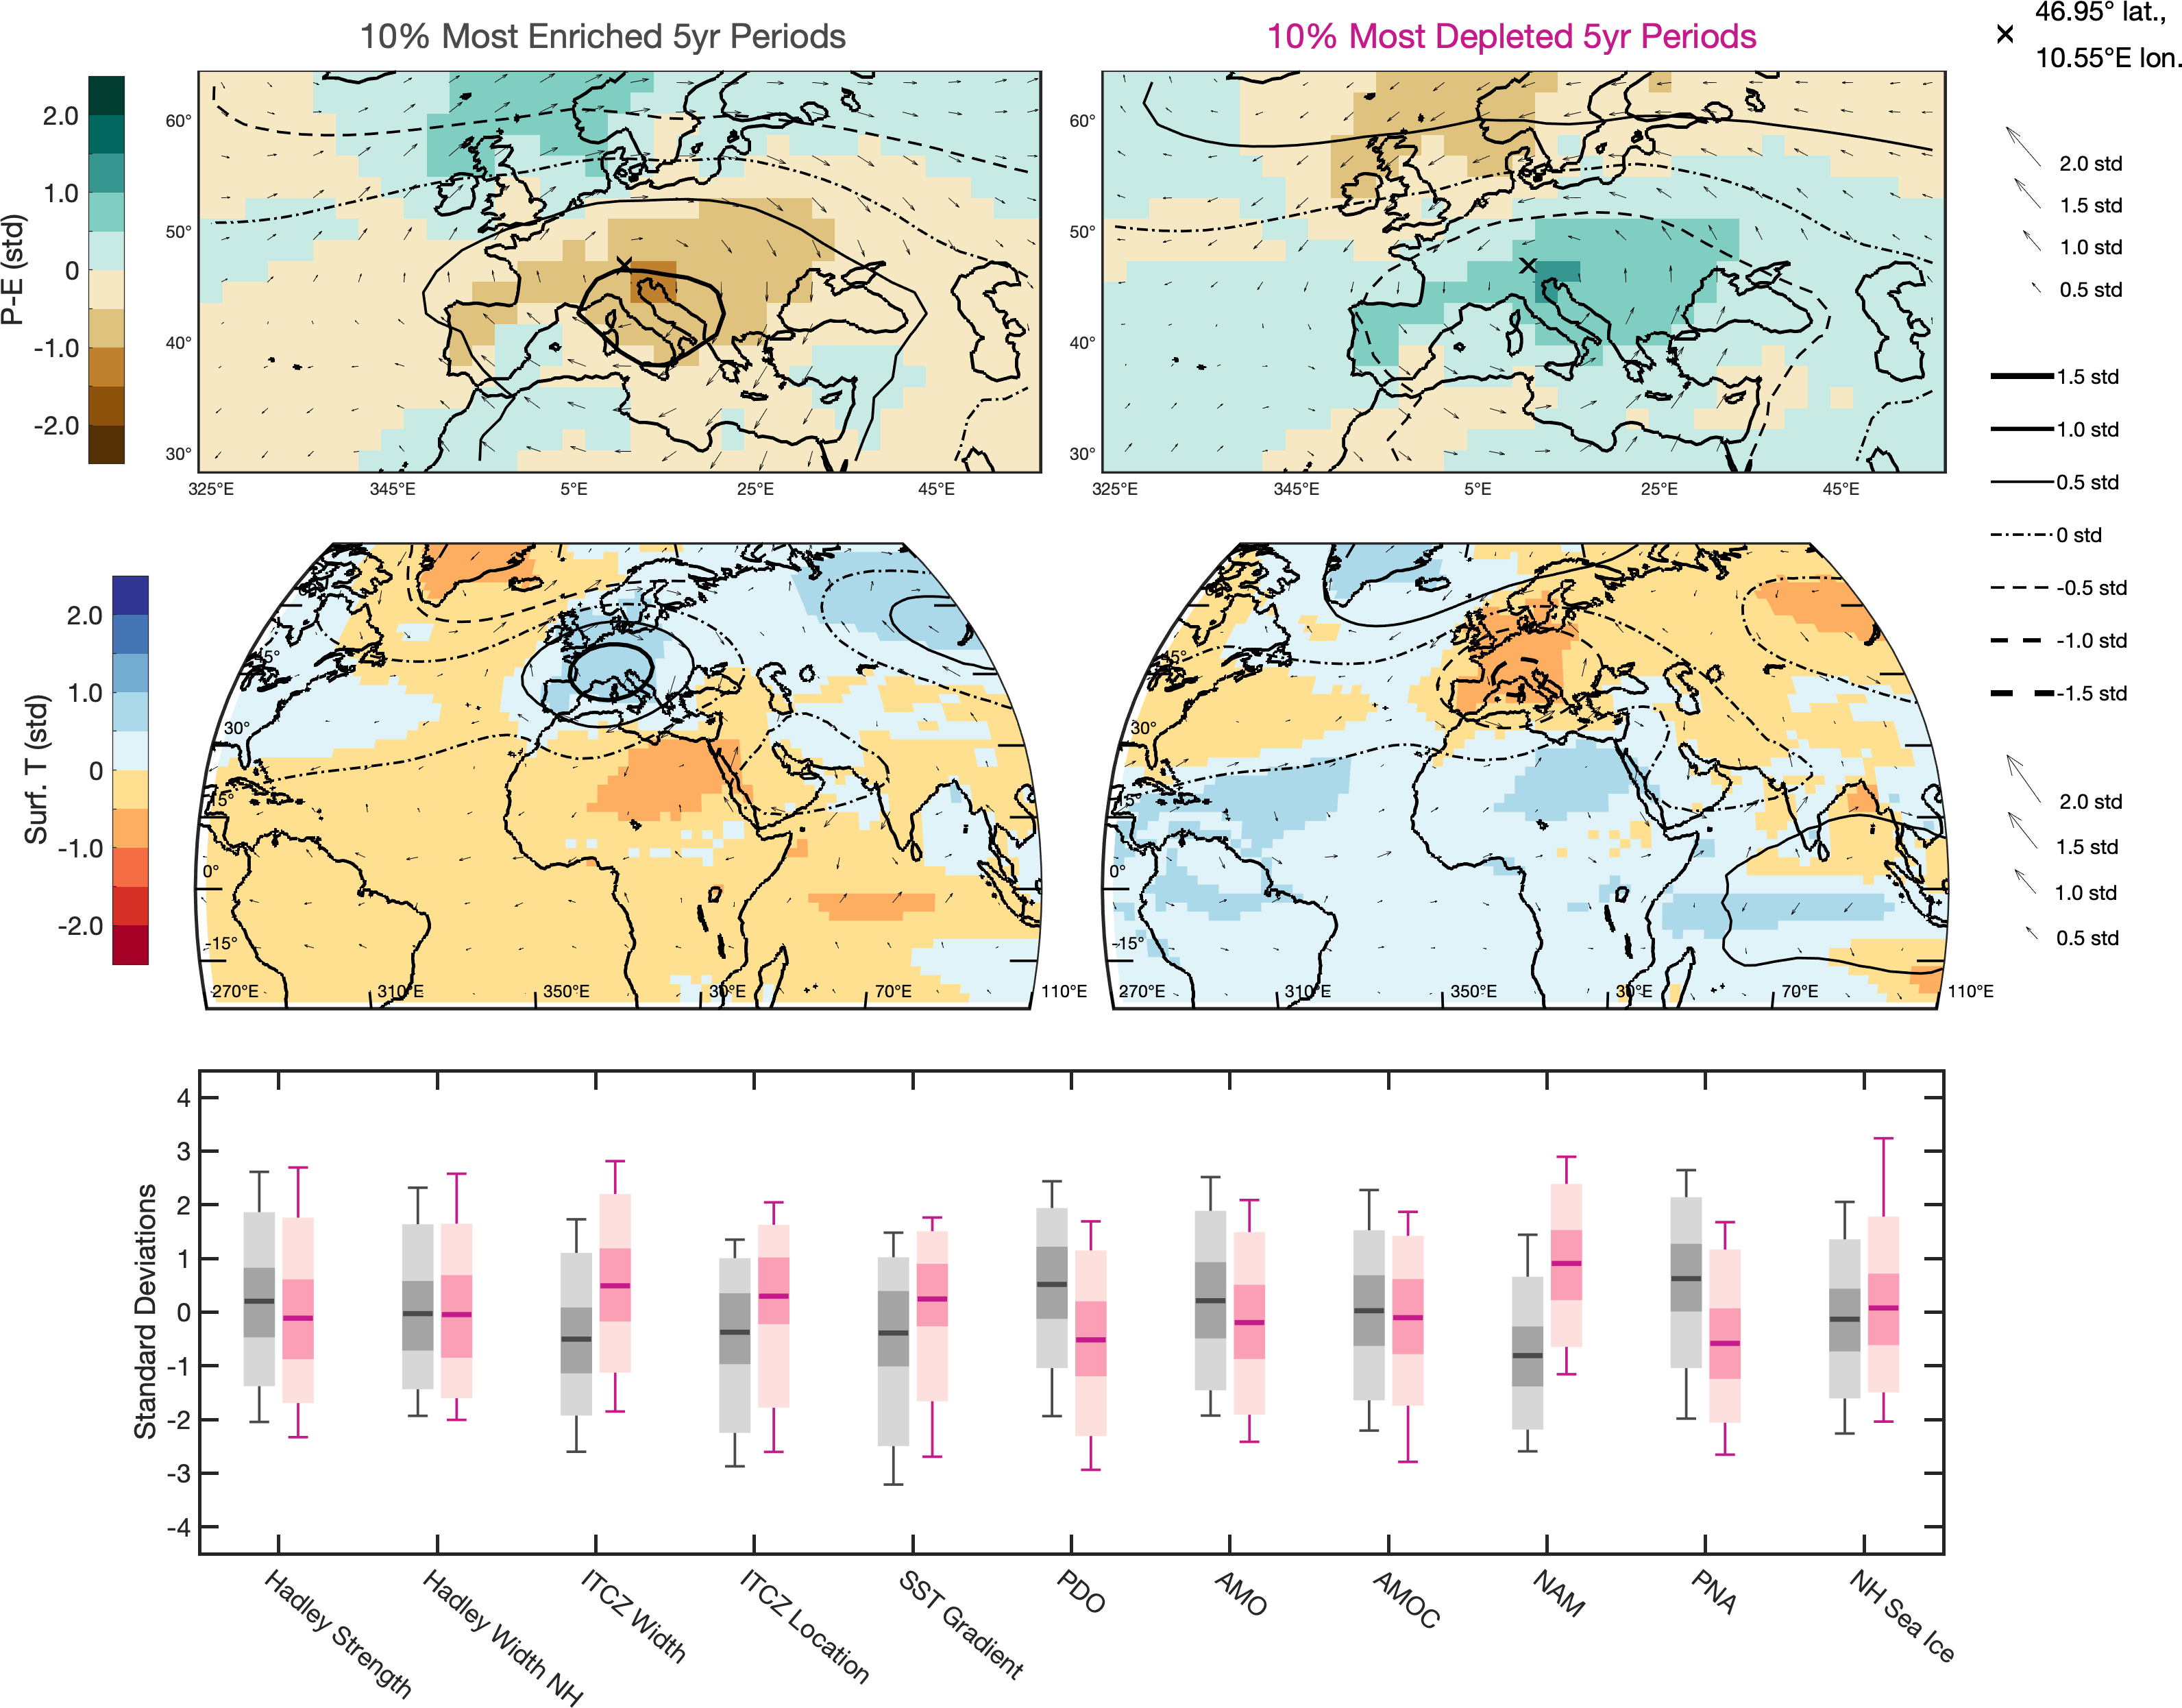 10% Most Enriched 5yr Periods
10% Most Depleted 5yr Periods
46.95° lat.,
10.55°E lon.
P-E (std)
2.0
1.0
0
-1.0
-2.0
60°
50°
40°
30°
325°E 345°E 5°E 25°E 45°E
60°
50°
40°
30°
325°E 345°E 5°E 25°E 45°E
2.0 std
1.5 std
1.0 std
0.5 std
1.5 std
1.0 std
0.5 std
0 std
-0.5 std
-1.0 std
-1.5 std
Surf. T (std)
2.0
1.0
0
-1.0
-2.0
45°
30°
15°
0°
-15°
270°E 310°E 350°E 30°E 70°E 110°E
45°
30°
15°
0°
-15°
270°E 310°E 350°E 30°E 70°E 110°E
2.0 std
1.5 std
1.0 std
0.5 std
Standard Deviations
4
3
2
1
0
-1
-2
-3
-4
Hadley Strength
Hadley Width NH
ITCZ Width
ITCZ Location
SST Gradient
PDO
AMO
AMOC
NAM
PNA
NH Sea Ice